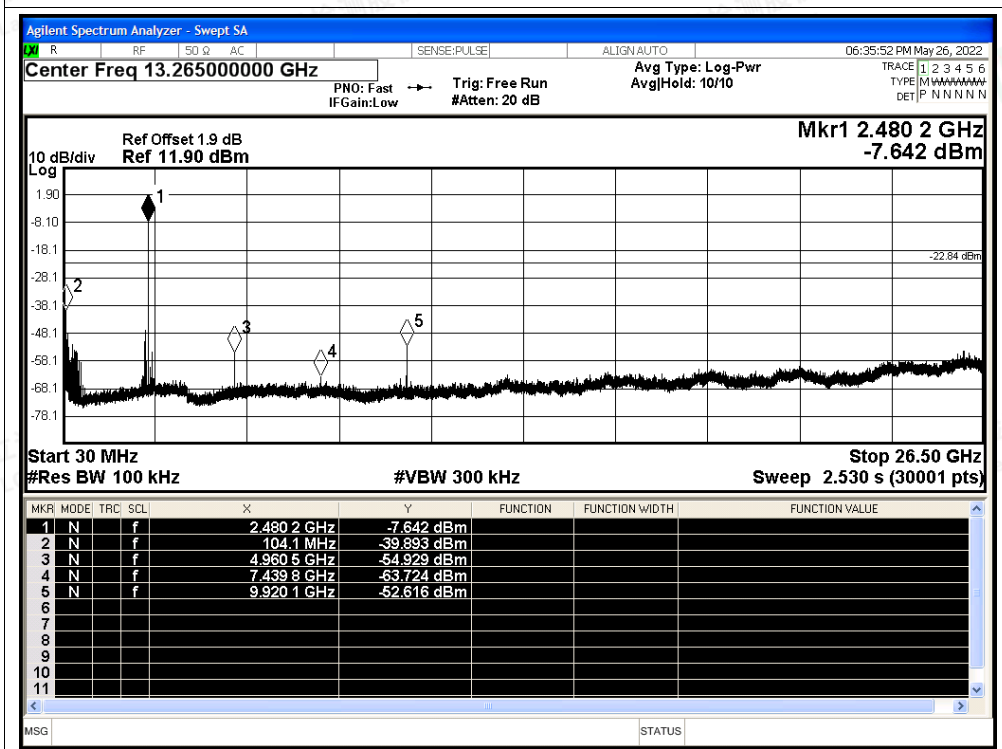 Agilent Spectrum Analyzer - Swept SA
LXI R RF 50 Ω AC SENSE:PULSE ALIGN AUTO 06:35:52 PM May 26, 2022
Center Freq 13.265000000 GHz
PNO: Fast
IFGain:Low
Trig: Free Run
#Atten: 20 dB
Avg Type: Log-Pwr
Avg|Hold: 10/10
TRACE 1 2 3 4 5 6
TYPE M WWWWW
DET P N N N N N
Mkr1 2.480 2 GHz
-7.642 dBm
Ref Offset 1.9 dB
10 dB/div Ref 11.90 dBm
Log
1.90
-8.10
-18.1
-28.1
-38.1
-48.1
-58.1
-68.1
-78.1
1
2
3
4
5
-22.84 dBm
Start 30 MHz Stop 26.50 GHz
#Res BW 100 kHz #VBW 300 kHz Sweep 2.530 s (30001 pts)
MKR MODE TRC SCL X Y FUNCTION FUNCTION WIDTH FUNCTION VALUE
1 N f 2.480 2 GHz -7.642 dBm
2 N f 104.1 MHz -39.893 dBm
3 N f 4.960 5 GHz -54.929 dBm
4 N f 7.439 8 GHz -63.724 dBm
5 N f 9.920 1 GHz -52.616 dBm
6
7
8
9
10
11
MSG STATUS